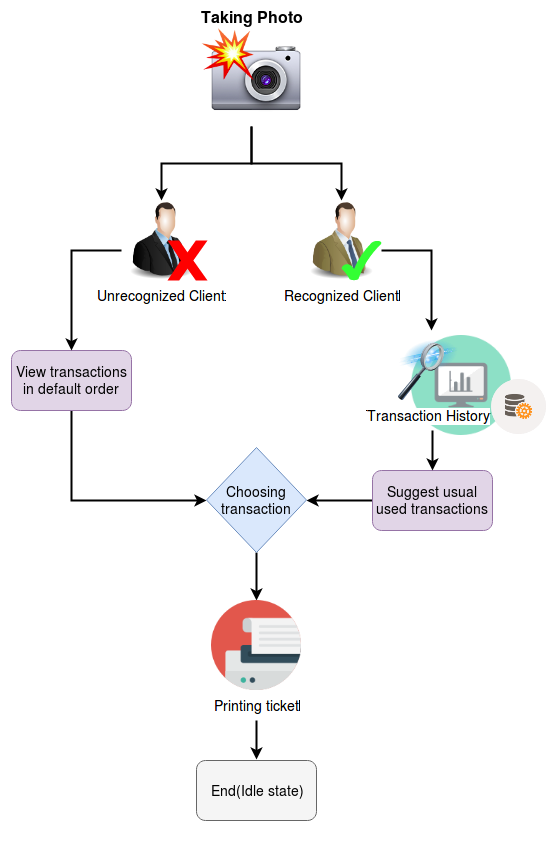 Taking Photo
Unrecognized Client
Recognized Client
View transactions
in default order
Transaction History
Choosing
transaction
Suggest usual
used transactions
Printing ticket
End(Idle state)